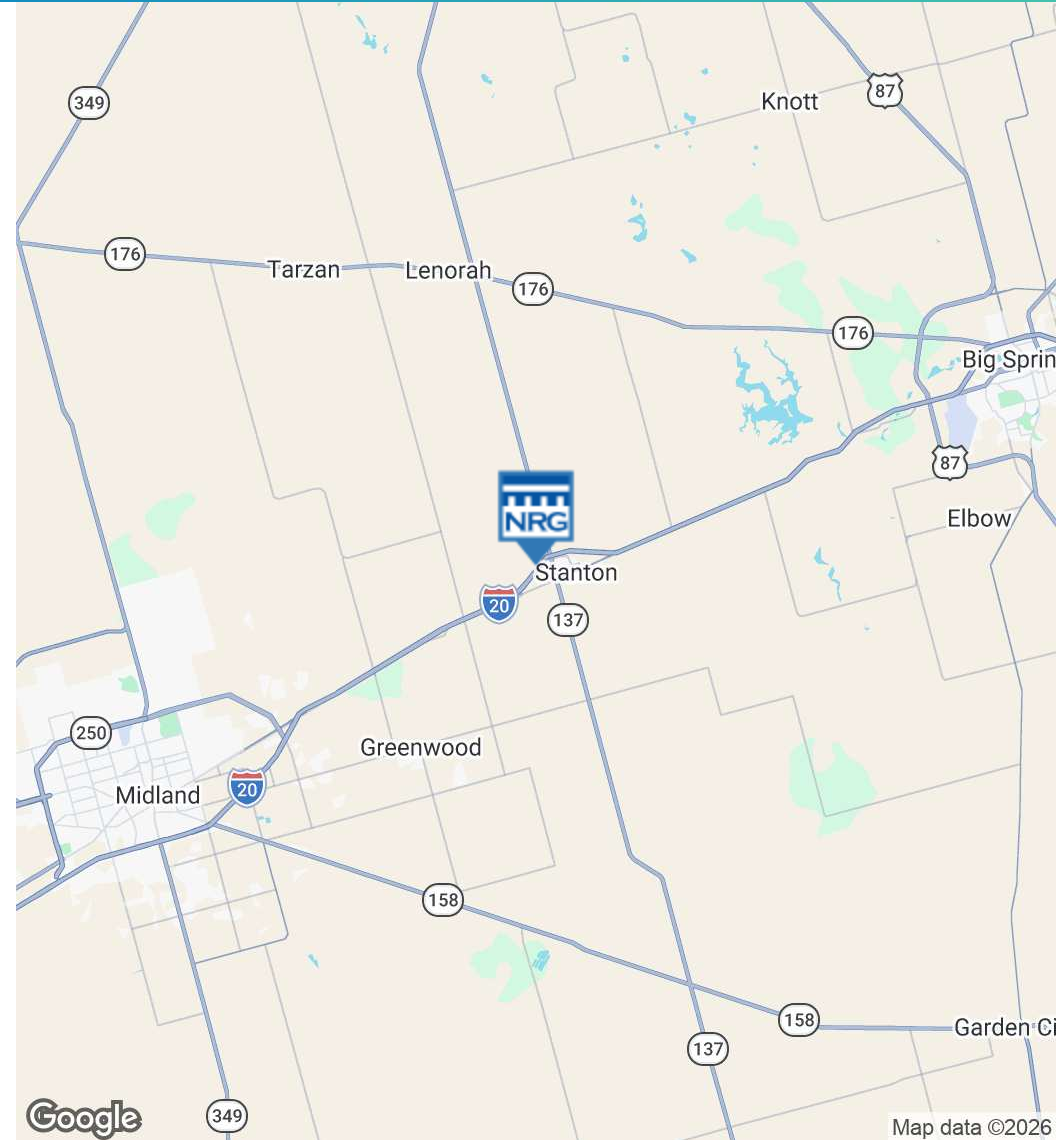 349
87
Knott
176
Tarzan
Lenorah
176
176
Big Sprin
87
NRG
Elbow
Stanton
20
137
250
Greenwood
20
Midland
158
158
Garden Ci
137
349
Google
Map data ©2026